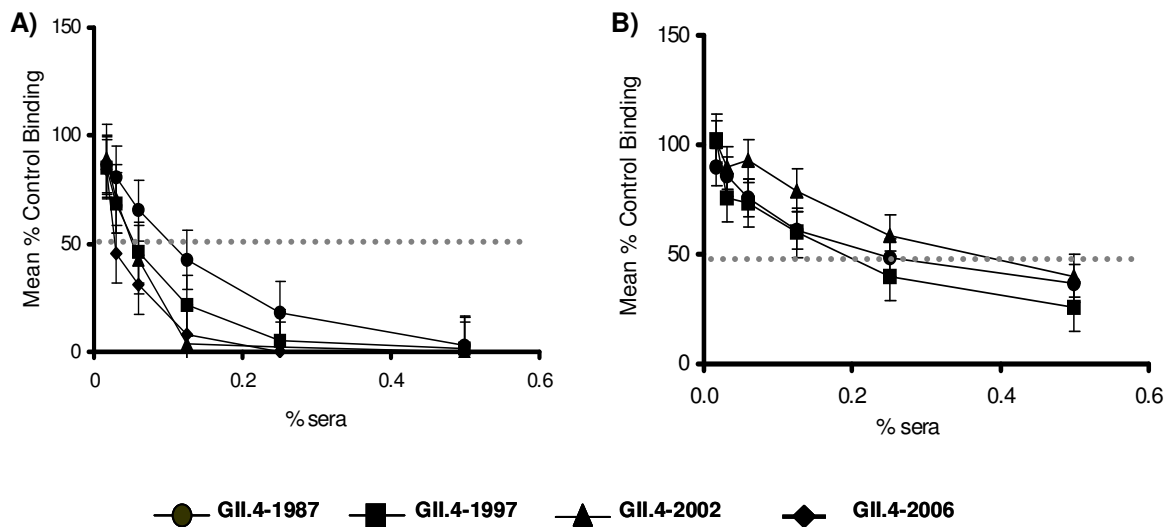 A)
150
100
50
0
Mean % Control Binding
0 0.2 0.4 0.6
% sera
B)
150
100
50
0
Mean % Control Binding
0.0 0.2 0.4 0.6
% sera
GII.4-1987 GII.4-1997 GII.4-2002 GII.4-2006